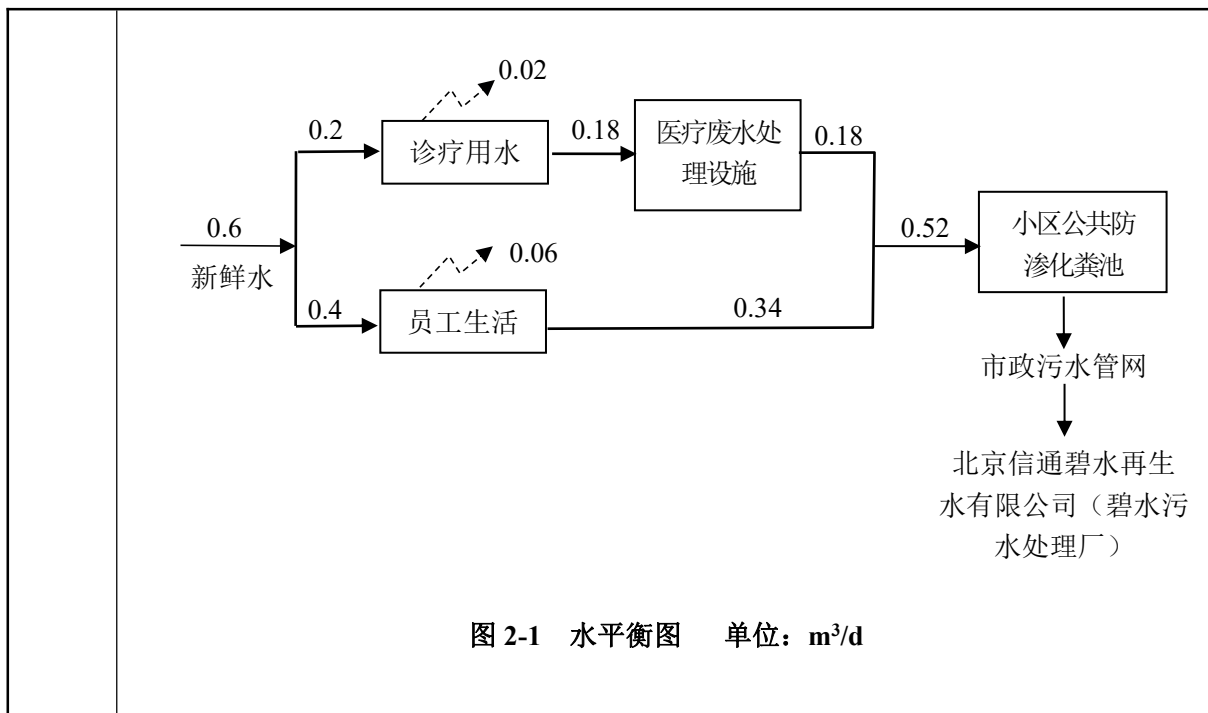 0.02
0.2
诊疗用水
0.18
医疗废水处
理设施
0.18
0.6
新鲜水
0.06
0.4
员工生活
0.34
0.52
小区公共防
渗化粪池
市政污水管网
北京信通碧水再生
水有限公司（碧水污
水处理厂）
图 2-1 水平衡图 单位：m³/d